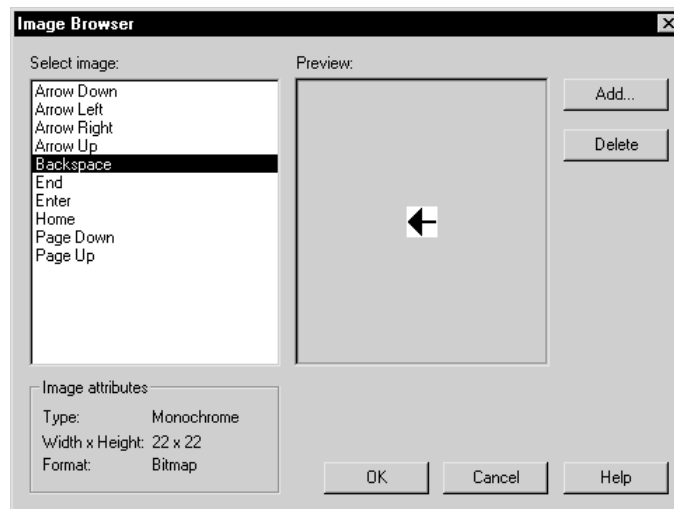 Image Browser
Select image:
Arrow Down
Arrow Left
Arrow Right
Arrow Up
Backspace
End
Enter
Home
Page Down
Page Up
Preview:
Add...
Delete
Image attributes
Type: Monochrome
Width x Height: 22 x 22
Format: Bitmap
OK
Cancel
Help